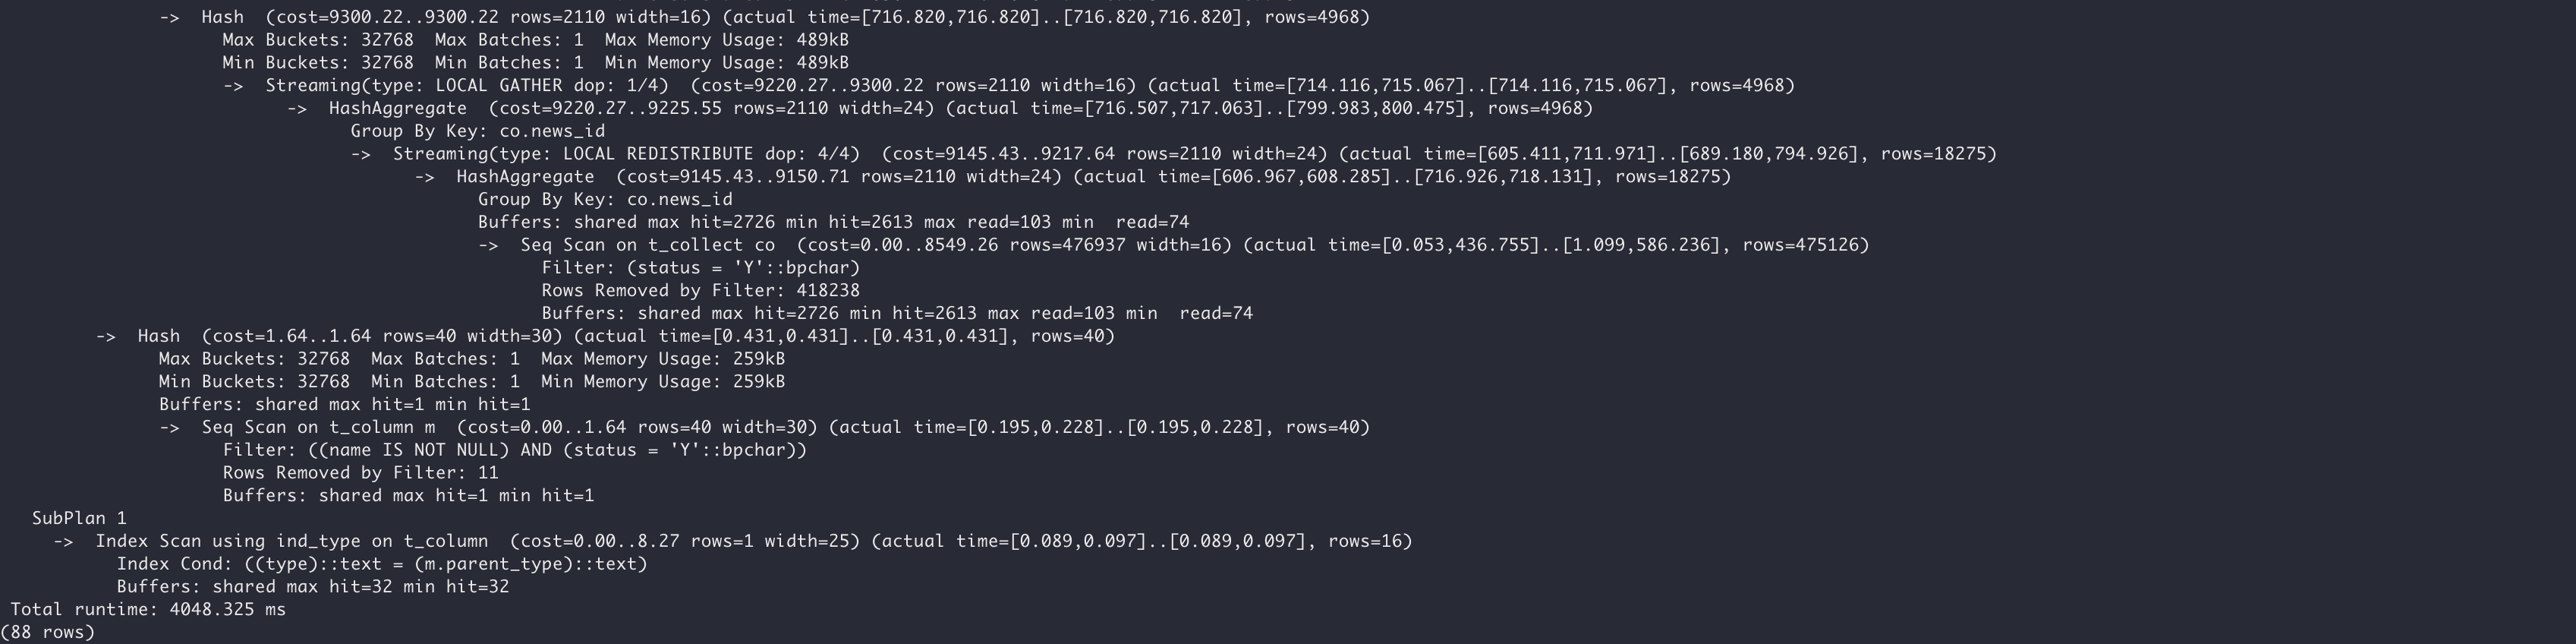 ->  Hash  (cost=9300.22..9300.22 rows=2110 width=16) (actual time=[716.820,716.820]..[716.820,716.820], rows=4968)
Max Buckets: 32768  Max Batches: 1  Max Memory Usage: 489kB
Min Buckets: 32768  Min Batches: 1  Min Memory Usage: 489kB
->  Streaming(type: LOCAL GATHER dop: 1/4)  (cost=9220.27..9300.22 rows=2110 width=16) (actual time=[714.116,715.067]..[714.116,715.067], rows=4968)
->  HashAggregate  (cost=9220.27..9225.55 rows=2110 width=24) (actual time=[716.507,717.063]..[799.983,800.475], rows=4968)
Group By Key: co.news_id
->  Streaming(type: LOCAL REDISTRIBUTE dop: 4/4)  (cost=9145.43..9217.64 rows=2110 width=24) (actual time=[605.411,711.971]..[689.180,794.926], rows=18275)
->  HashAggregate  (cost=9145.43..9150.71 rows=2110 width=24) (actual time=[606.967,608.285]..[716.926,718.131], rows=18275)
Group By Key: co.news_id
Buffers: shared max hit=2726 min hit=2613 max read=103 min  read=74
->  Seq Scan on t_collect co  (cost=0.00..8549.26 rows=476937 width=16) (actual time=[0.053,436.755]..[1.099,586.236], rows=475126)
Filter: (status = 'Y'::bpchar)
Rows Removed by Filter: 418238
Buffers: shared max hit=2726 min hit=2613 max read=103 min  read=74
->  Hash  (cost=1.64..1.64 rows=40 width=30) (actual time=[0.431,0.431]..[0.431,0.431], rows=40)
Max Buckets: 32768  Max Batches: 1  Max Memory Usage: 259kB
Min Buckets: 32768  Min Batches: 1  Min Memory Usage: 259kB
Buffers: shared max hit=1 min hit=1
->  Seq Scan on t_column m  (cost=0.00..1.64 rows=40 width=30) (actual time=[0.195,0.228]..[0.195,0.228], rows=40)
Filter: ((name IS NOT NULL) AND (status = 'Y'::bpchar))
Rows Removed by Filter: 11
Buffers: shared max hit=1 min hit=1
SubPlan 1
->  Index Scan using ind_type on t_column  (cost=0.00..8.27 rows=1 width=25) (actual time=[0.089,0.097]..[0.089,0.097], rows=16)
Index Cond: ((type)::text = (m.parent_type)::text)
Buffers: shared max hit=32 min hit=32
Total runtime: 4048.325 ms
(88 rows)